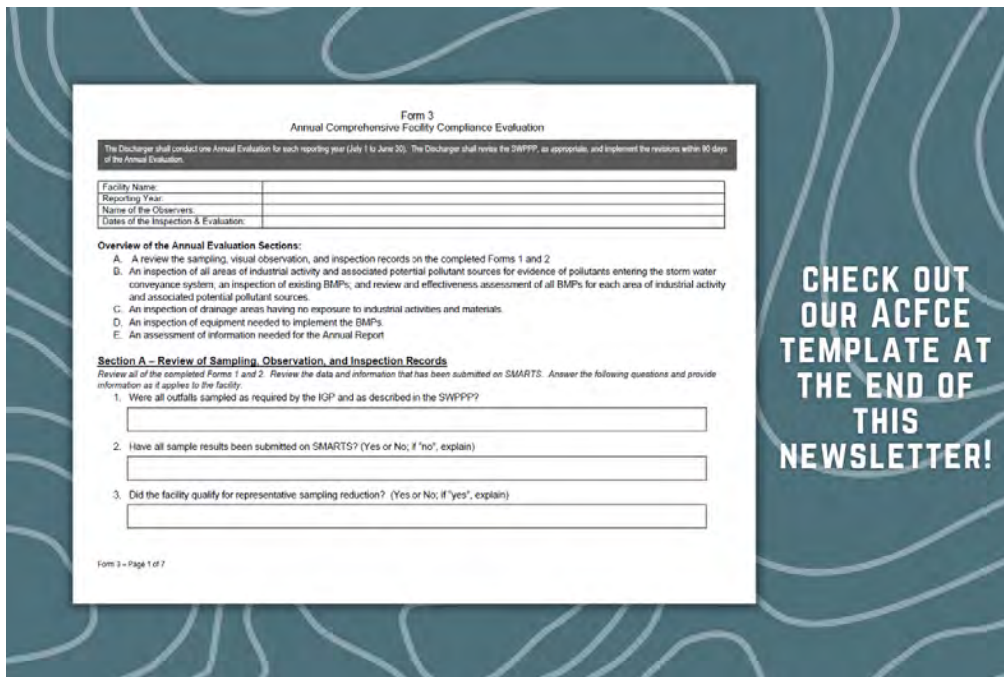 Form 3
Annual Comprehensive Facility Compliance Evaluation
The Discharger shall conduct one Annual Evaluation for each reporting year (July 1 to June 30). The Discharger shall revise the SWPPP, as appropriate, and implement the revisions within 90 days
of the Annual Evaluation.
Facility Name:
Reporting Year:
Name of the Observers:
Dates of the Inspection & Evaluation:
Overview of the Annual Evaluation Sections:
A. A review the sampling, visual observation, and inspection records on the completed Forms 1 and 2
B. An inspection of all areas of industrial activity and associated potential pollutant sources for evidence of pollutants entering the storm water
conveyance system, an inspection of existing BMPs; and review and effectiveness assessment of all BMPs for each area of industrial activity
and associated potential pollutant sources.
C. An inspection of drainage areas having no exposure to industrial activities and materials
D. An inspection of equipment needed to implement the BMPs.
E. An assessment of information needed for the Annual Report
Section A – Review of Sampling, Observation, and Inspection Records
Review all of the completed Forms 1 and 2. Review the data and information that has been submitted on SMARTS. Answer the following questions and provide
information as it applies to the facility.
1. Were all outfalls sampled as required by the IGP and as described in the SWPPP?
2. Have all sample results been submitted on SMARTS? (Yes or No; if "no", explain)
3. Did the facility qualify for representative sampling reduction? (Yes or No; if "yes", explain)
Form 3 – Page 1 of 7
CHECK OUT
OUR ACFCE
TEMPLATE AT
THE END OF
THIS
NEWSLETTER!